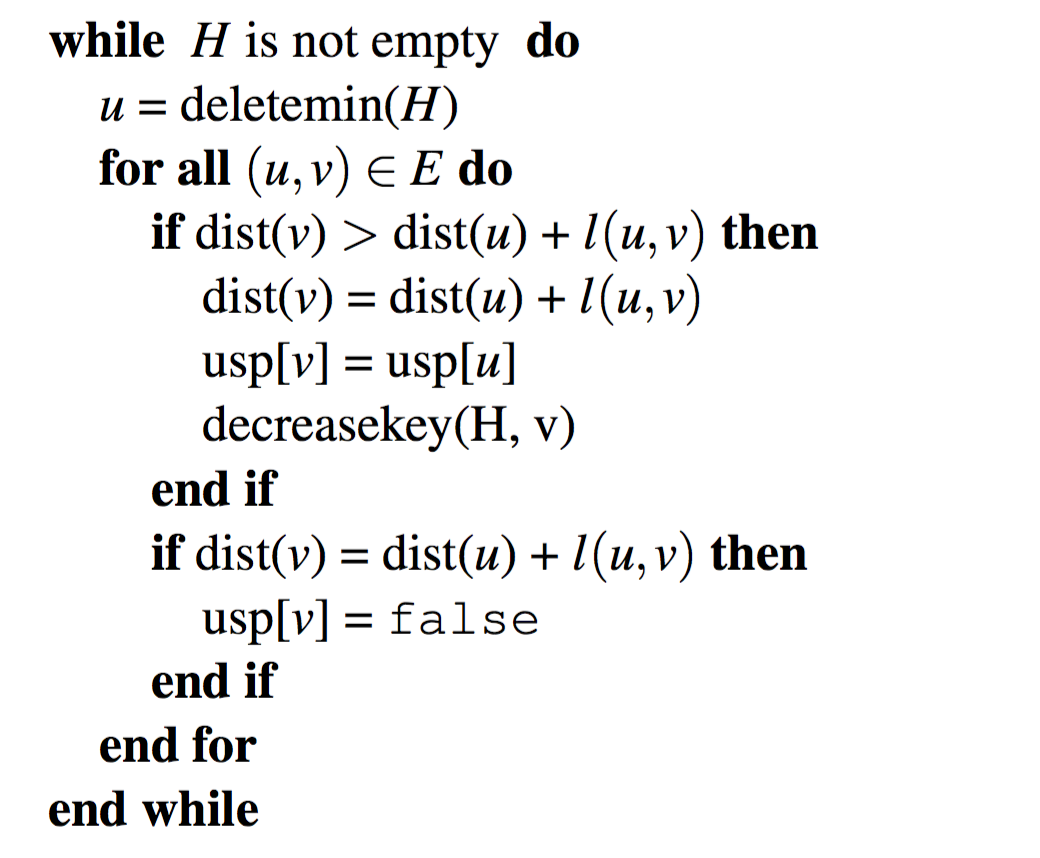 while H is not empty do
u = deletemin(H)
for all (u, v) ∈ E do
if dist(v) > dist(u) + l(u, v) then
dist(v) = dist(u) + l(u, v)
usp[v] = usp[u]
decreasekey(H, v)
end if
if dist(v) = dist(u) + l(u, v) then
usp[v] = false
end if
end for
end while